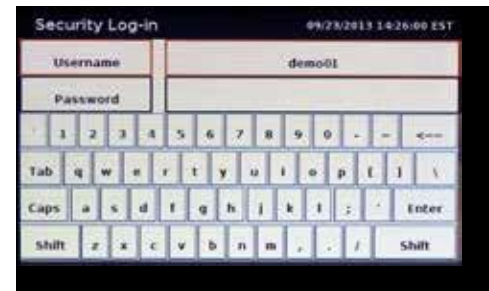 Security Log-in 09/23/2013 14:26:00 EST
Username demo01
Password
1 2 3 4 5 6 7 8 9 0 - = <--
Tab q w e r t y u i o p [ ] \
Caps a s d f g h j k l ; ' Enter
Shift z x c v b n m , . / Shift